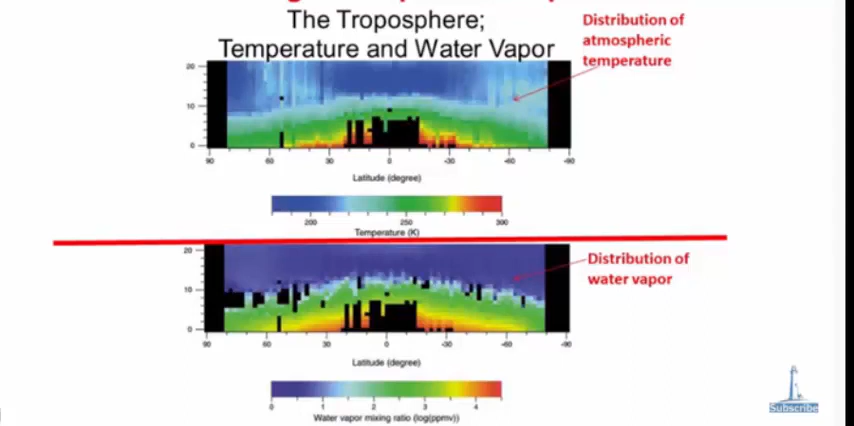 The Troposphere;
Temperature and Water Vapor
Distribution of
atmospheric
temperature
20
10
0
90 60 30 0 -30 -60 -90
Latitude (degree)
200 250 300
Temperature (K)
Distribution of
water vapor
20
10
0
90 60 30 0 -30 -60 -90
Latitude (degree)
0 1 2 3 4
Water vapor mixing ratio (log(ppmv))
Subscribe